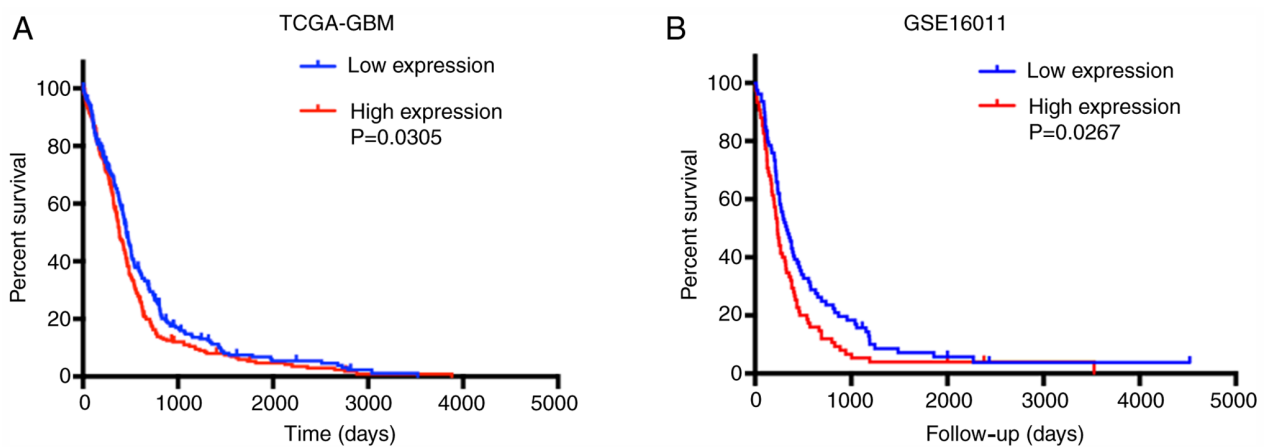 A
TCGA-GBM
Low expression
High expression
P=0.0305
Percent survival
100
80
60
40
20
0
0 1000 2000 3000 4000 5000
Time (days)
B
GSE16011
Low expression
High expression
P=0.0267
Percent survival
100
80
60
40
20
0
0 1000 2000 3000 4000 5000
Follow-up (days)